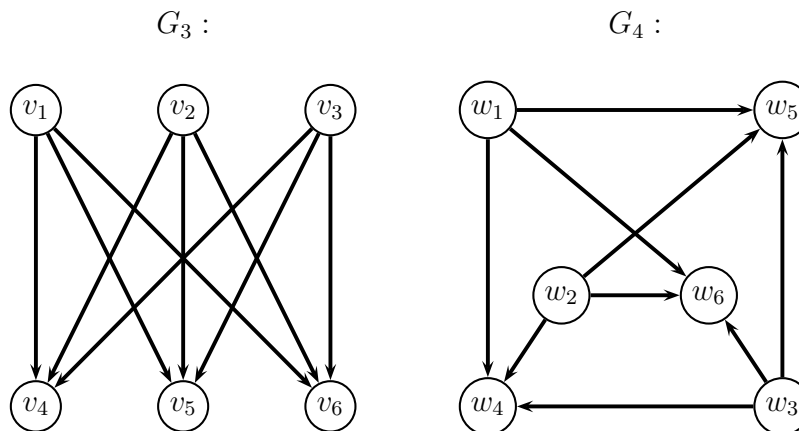 G₃ :
G₄ :
v₁ v₂ v₃
w₁ w₅
w₂ w₆
v₄ v₅ v₆
w₄ w₃